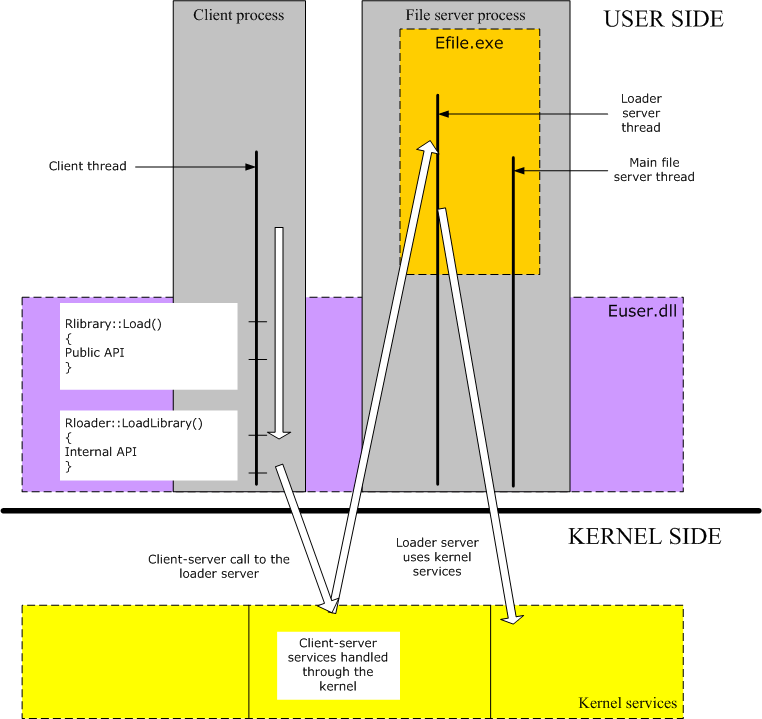 Client process
File server process
USER SIDE
Efile.exe
Loader
server
thread
Client thread
Main file
server thread
Euser.dll
Rlibrary::Load()
{
Public API
}
Rloader::LoadLibrary()
{
Internal API
}
KERNEL SIDE
Client-server call to the
loader server
Loader server
uses kernel
services
Client-server
services handled
through the
kernel
Kernel services